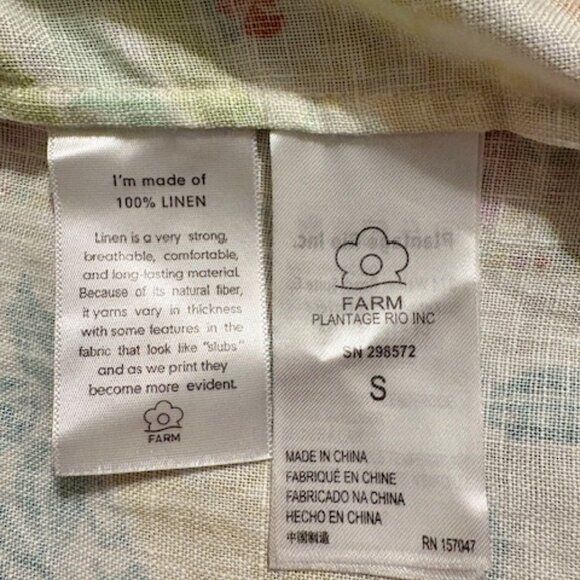 I'm made of
100% LINEN
Linen is a very strong,
breathable, comfortable,
and long-lasting material.
Because of its natural fiber,
it yarns vary in thickness
with some features in the
fabric that look like "slubs"
and as we print they
become more evident.
FARM
FARM
PLANTAGE RIO INC
SN 298572
S
MADE IN CHINA
FABRIQUÉ EN CHINE
FABRICADO NA CHINA
HECHO EN CHINA
中国制造
RN 157047